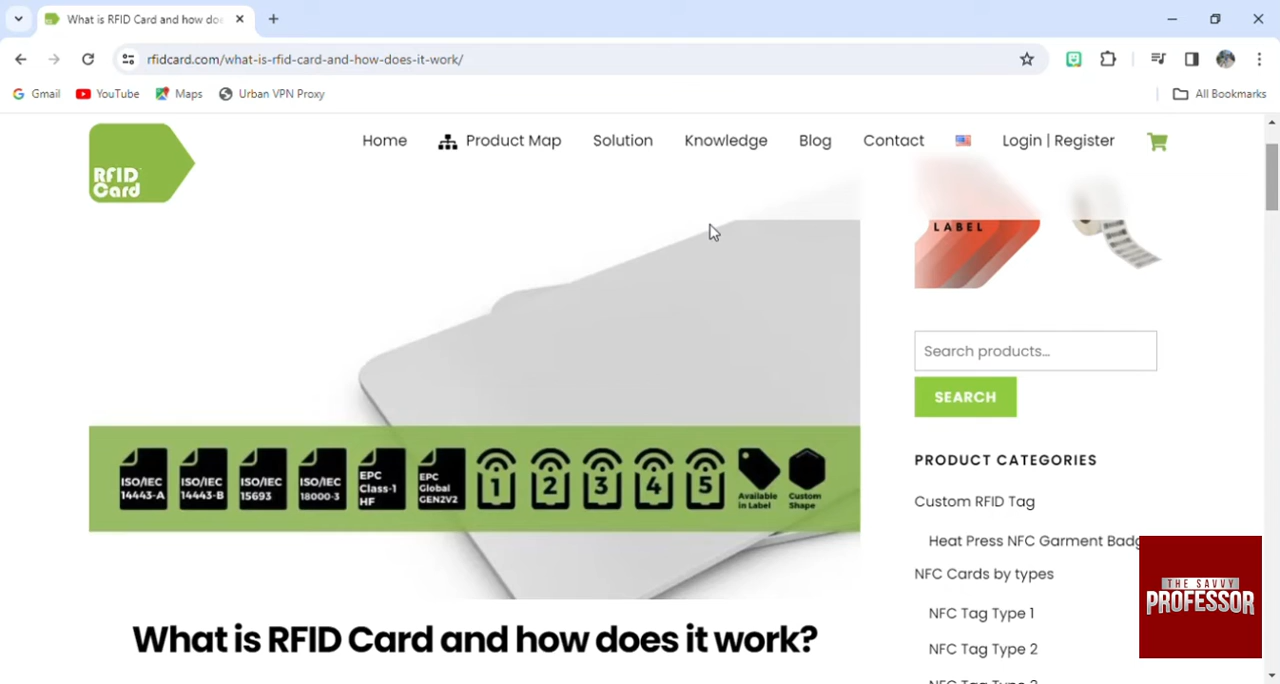 What is RFID Card and how do
rfidcard.com/what-is-rfid-card-and-how-does-it-work/
Gmail
YouTube
Maps
Urban VPN Proxy
All Bookmarks
RFID
Card
Home
Product Map
Solution
Knowledge
Blog
Contact
Login | Register
LABEL
Search products...
SEARCH
PRODUCT CATEGORIES
Custom RFID Tag
Heat Press NFC Garment Badg
NFC Cards by types
NFC Tag Type 1
NFC Tag Type 2
ISO/IEC
14443-A
ISO/IEC
14443-B
ISO/IEC
15693
ISO/IEC
18000-3
EPC
Class-1
HF
EPC
Global
GEN2V2
1
2
3
4
5
Available
in Label
Custom
Shape
What is RFID Card and how does it work?
THE SAVVY
PROFESSOR